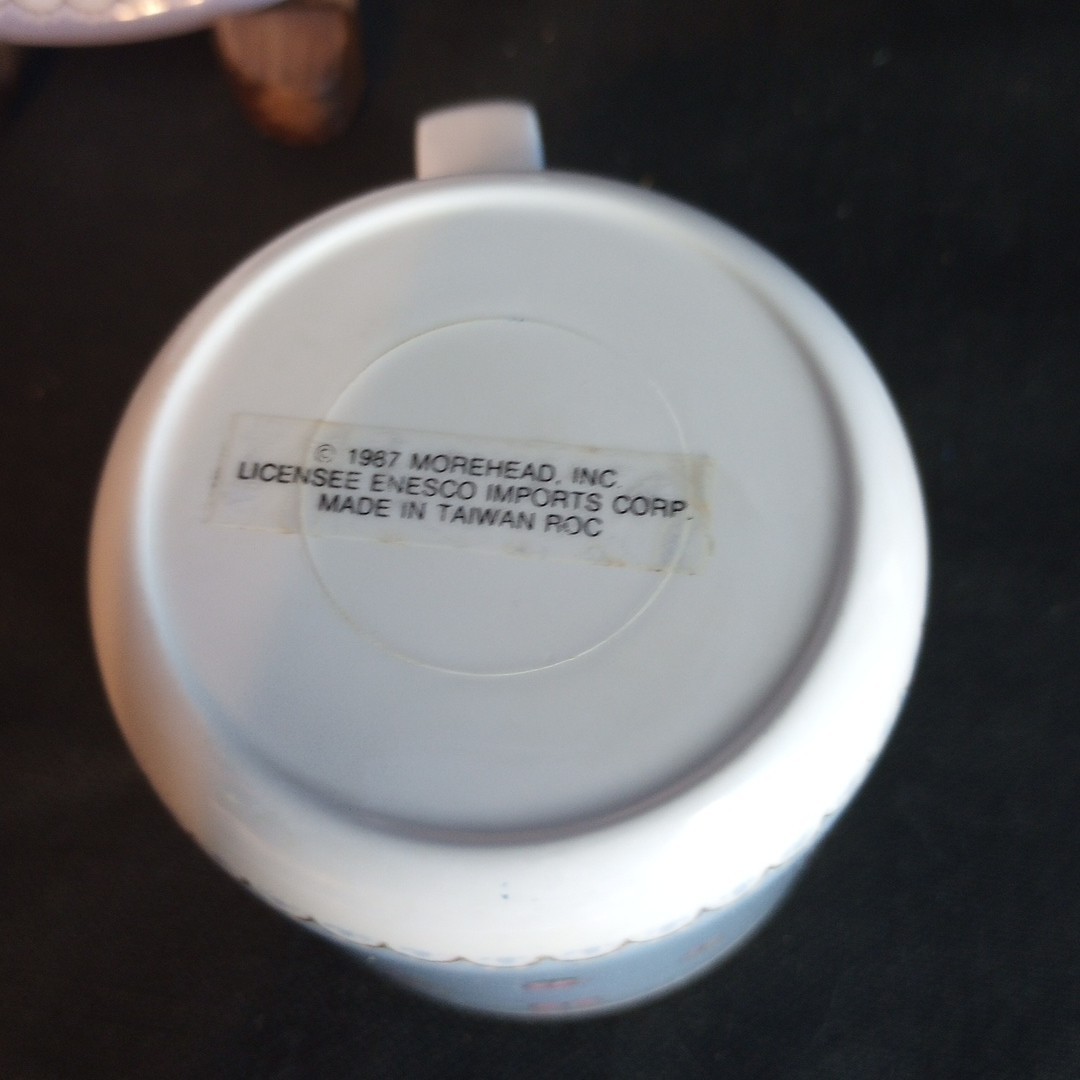 © 1987 MOREHEAD, INC.
LICENSEE ENESCO IMPORTS CORP.
MADE IN TAIWAN ROC